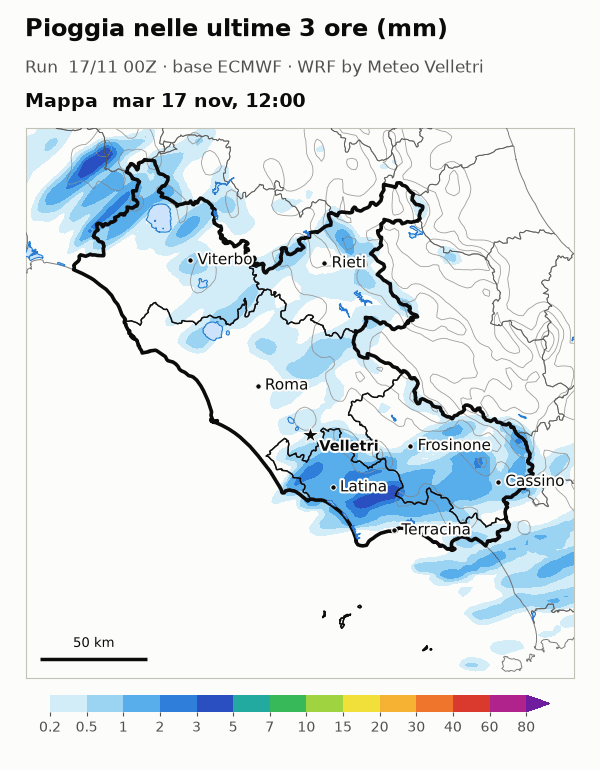 Pioggia nelle ultime 3 ore (mm)
Run  17/11 00Z · base ECMWF · WRF by Meteo Velletri
Mappa  mar 17 nov, 12:00
Viterbo
Rieti
Roma
Velletri
Frosinone
Latina
Cassino
Terracina
50 km
0.2 0.5 1 2 3 5 7 10 15 20 30 40 60 80